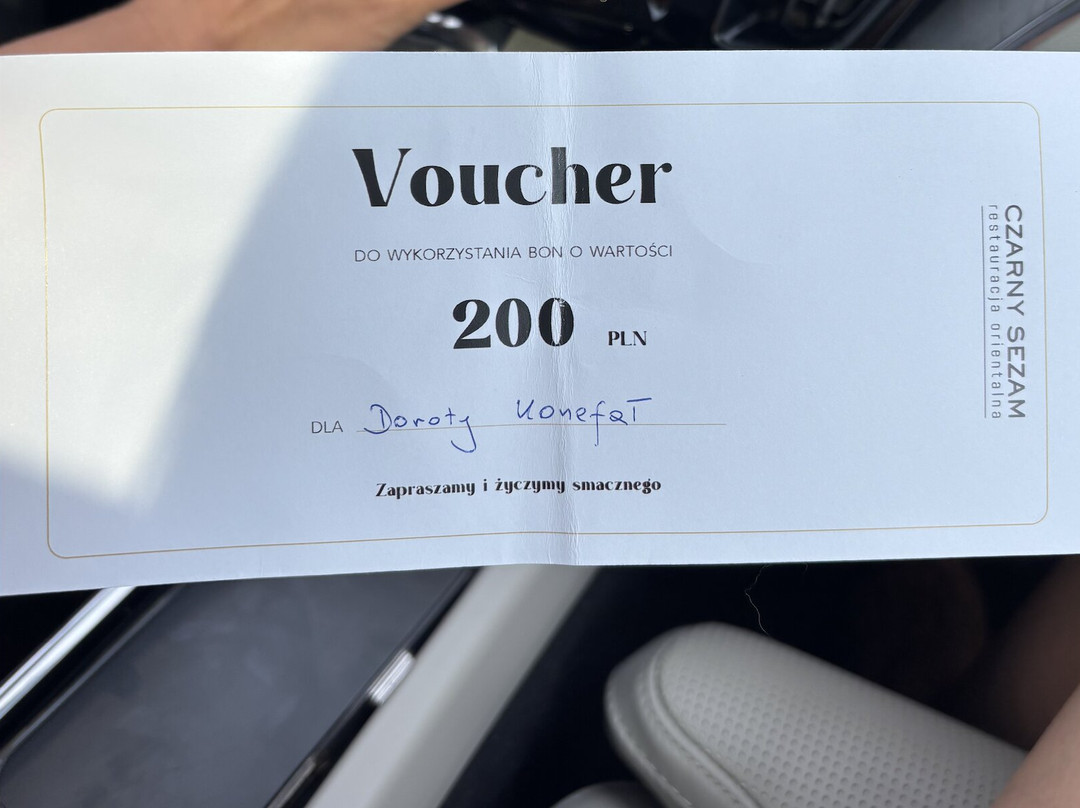 Voucher
DO WYKORZYSTANIA BON O WARTOŚCI
200 PLN
DLA Doroty Konefał
Zapraszamy i życzymy smacznego
CZARNY SEZAM
restauracja orientalna